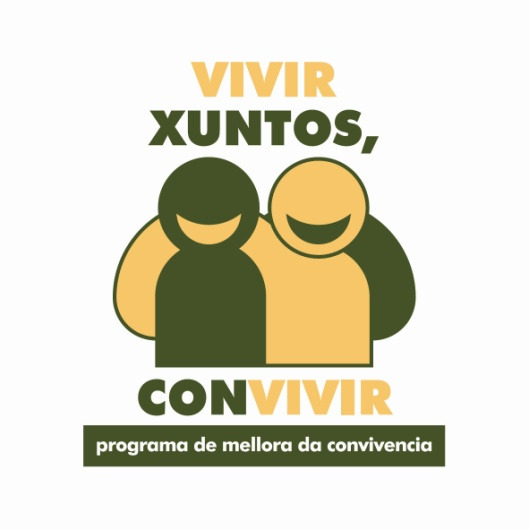 VIVIR
XUNTOS,
CONVIVIR
programa de mellora da convivencia